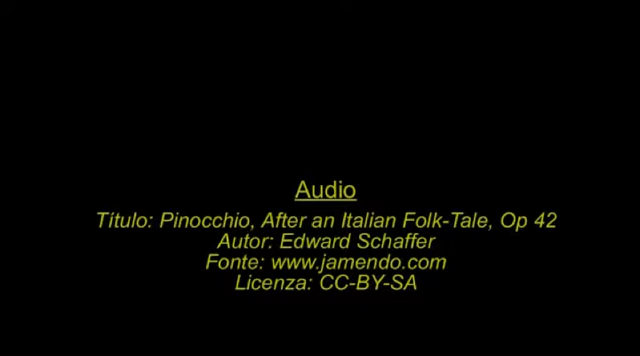 Audio
Título: Pinocchio, After an Italian Folk-Tale, Op 42
Autor: Edward Schaffer
Fonte: www.jamendo.com
Licenza: CC-BY-SA